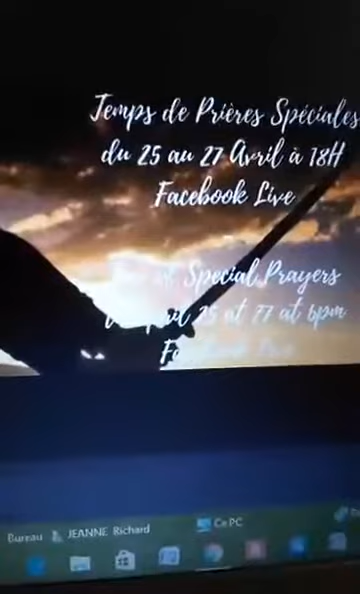 Temps de Prières Spéciales
du 25 au 27 Avril à 18H
Facebook Live
Special Prayers
25 at 27 at 6pm
Bureau JEANNE Richard Ce PC